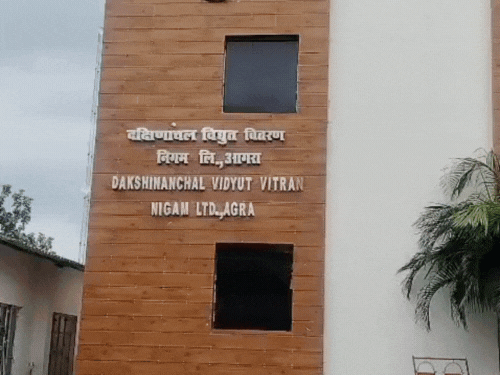 दक्षिणांचल विद्युत वितरण
निगम लि.,आगरा
DAKSHINANCHAL VIDYUT VITRAN
NIGAM LTD.,AGRA